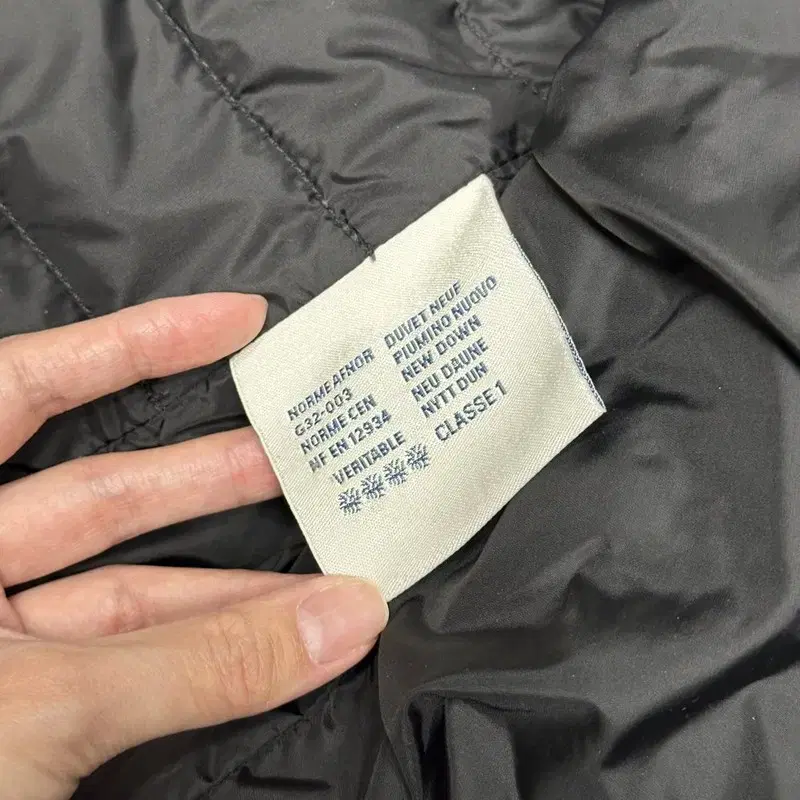 NORME AFNOR
G32-003
NORME CEN
NF EN 12934
VERITABLE
DUVET NEUF
PIUMINO NUOVO
NEW DOWN
NEU DAUNE
NYTT DUN
CLASSE 1